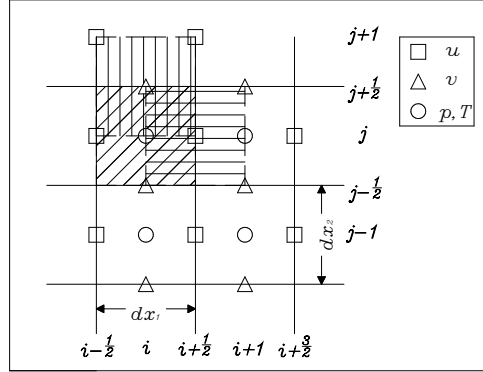 j+1
u
j+½
v
j
p, T
j-½
dx₂
j-1
dx₁
i-½ i i+½ i+1 i+3/2